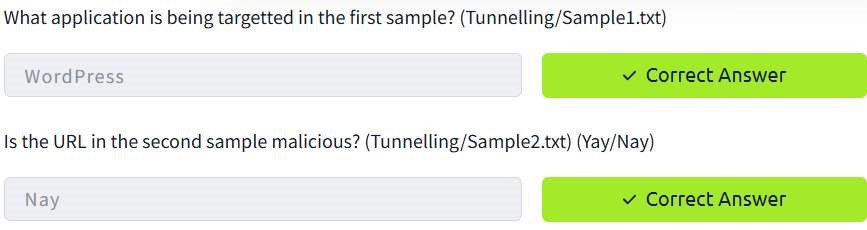 What application is being targetted in the first sample? (Tunnelling/Sample1.txt)
WordPress
✓ Correct Answer
Is the URL in the second sample malicious? (Tunnelling/Sample2.txt) (Yay/Nay)
Nay
✓ Correct Answer